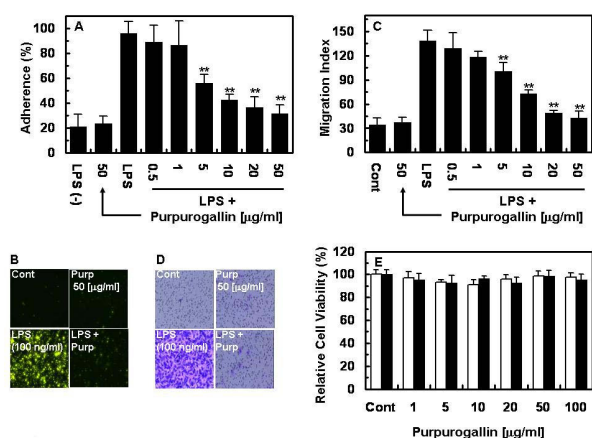 A
Adherence (%)
100
80
60
40
20
0
**
**
**
**
LPS (-)
50
LPS
0.5
1
5
10
20
50
LPS +
Purpurogallin [µg/ml]
C
Migration Index
150
120
90
60
30
0
**
**
**
**
Cont
50
LPS
0.5
1
5
10
20
50
LPS +
Purpurogallin [µg/ml]
B
Cont
Purp
50 [µg/ml]
LPS
(100 ng/ml)
LPS +
Purp
D
Cont
Purp
50 [µg/ml]
LPS
(100 ng/ml)
LPS +
Purp
E
Relative Cell Viability (%)
120
100
80
60
40
20
0
Cont
1
5
10
20
50
100
Purpurogallin [µg/ml]